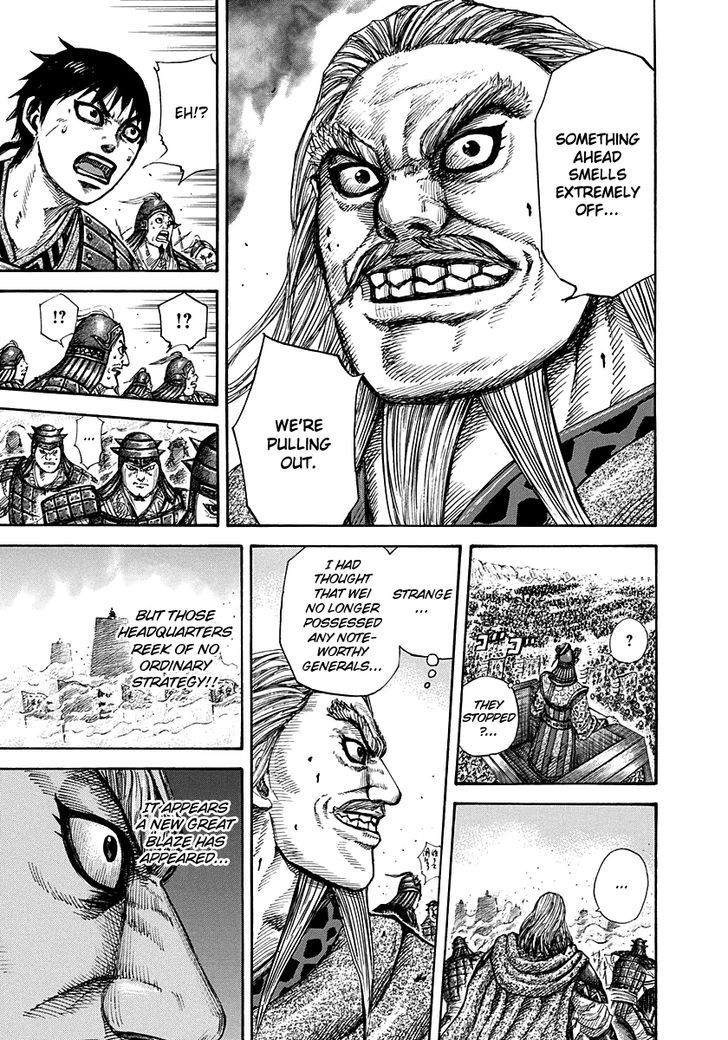 SOMETHING
AHEAD
SMELLS
EXTREMELY
OFF...
WE'RE
PULLING
OUT.
EH!?
!?
!?
...
?
THEY
STOPPED
?...
ゴゴ
...
STRANGE
...
I HAD
THOUGHT
THAT WEI
NO LONGER
POSSESSED
ANY NOTE-
WORTHY
GENERALS...
BUT THOSE
HEADQUARTERS
REEK OF NO
ORDINARY
STRATEGY!!
IT APPEARS
A NEW GREAT
BLAZE HAS
APPEARED...